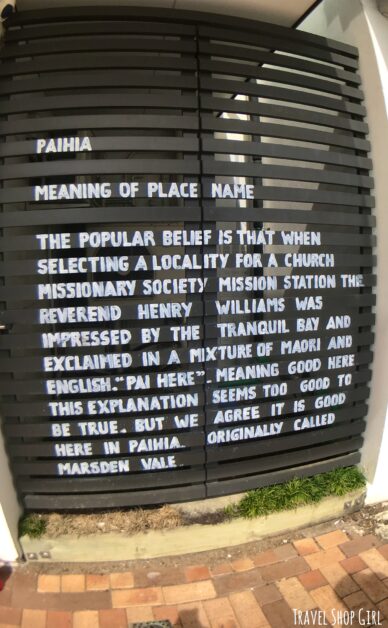 PAIHIA
MEANING OF PLACE NAME
THE POPULAR BELIEF IS THAT WHEN
SELECTING A LOCALITY FOR A CHURCH
MISSIONARY SOCIETY MISSION STATION THE
REVEREND HENRY WILLIAMS WAS
IMPRESSED BY THE TRANQUIL BAY AND
EXCLAIMED IN A MIXTURE OF MAORI AND
ENGLISH. "PAI HERE". MEANING GOOD HERE
THIS EXPLANATION SEEMS TOO GOOD TO
BE TRUE. BUT WE AGREE IT IS GOOD
HERE IN PAIHIA. ORIGINALLY CALLED
MARSDEN VALE.
TRAVEL SHOP GIRL